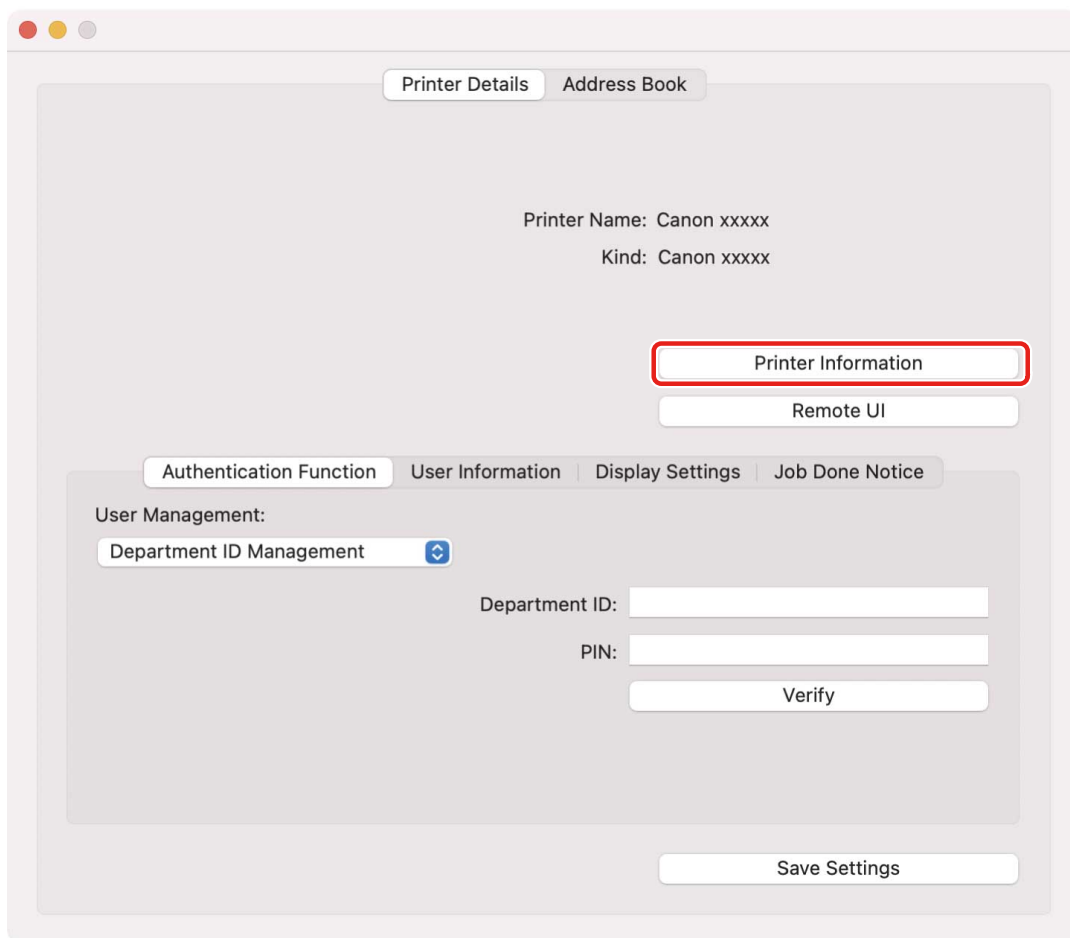 Printer Details Address Book
Printer Name: Canon xxxxx
Kind: Canon xxxxx
Printer Information
Remote UI
Authentication Function User Information Display Settings Job Done Notice
User Management:
Department ID Management
Department ID:
PIN:
Verify
Save Settings